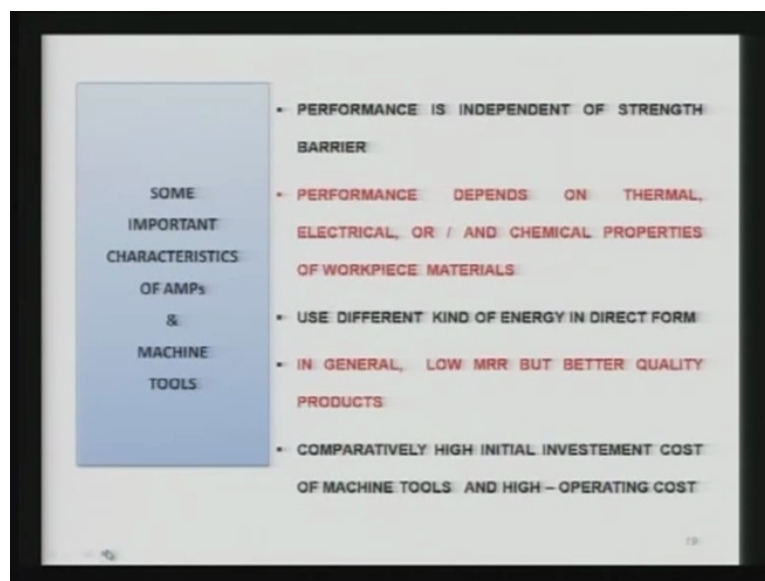 SOME
IMPORTANT
CHARACTERISTICS
OF AMPs
&
MACHINE
TOOLS
▪ PERFORMANCE IS INDEPENDENT OF STRENGTH
BARRIER
▪ PERFORMANCE DEPENDS ON THERMAL,
ELECTRICAL, OR / AND CHEMICAL PROPERTIES
OF WORKPIECE MATERIALS
▪ USE DIFFERENT KIND OF ENERGY IN DIRECT FORM
▪ IN GENERAL, LOW MRR BUT BETTER QUALITY
PRODUCTS
▪ COMPARATIVELY HIGH INITIAL INVESTEMENT COST
OF MACHINE TOOLS AND HIGH – OPERATING COST